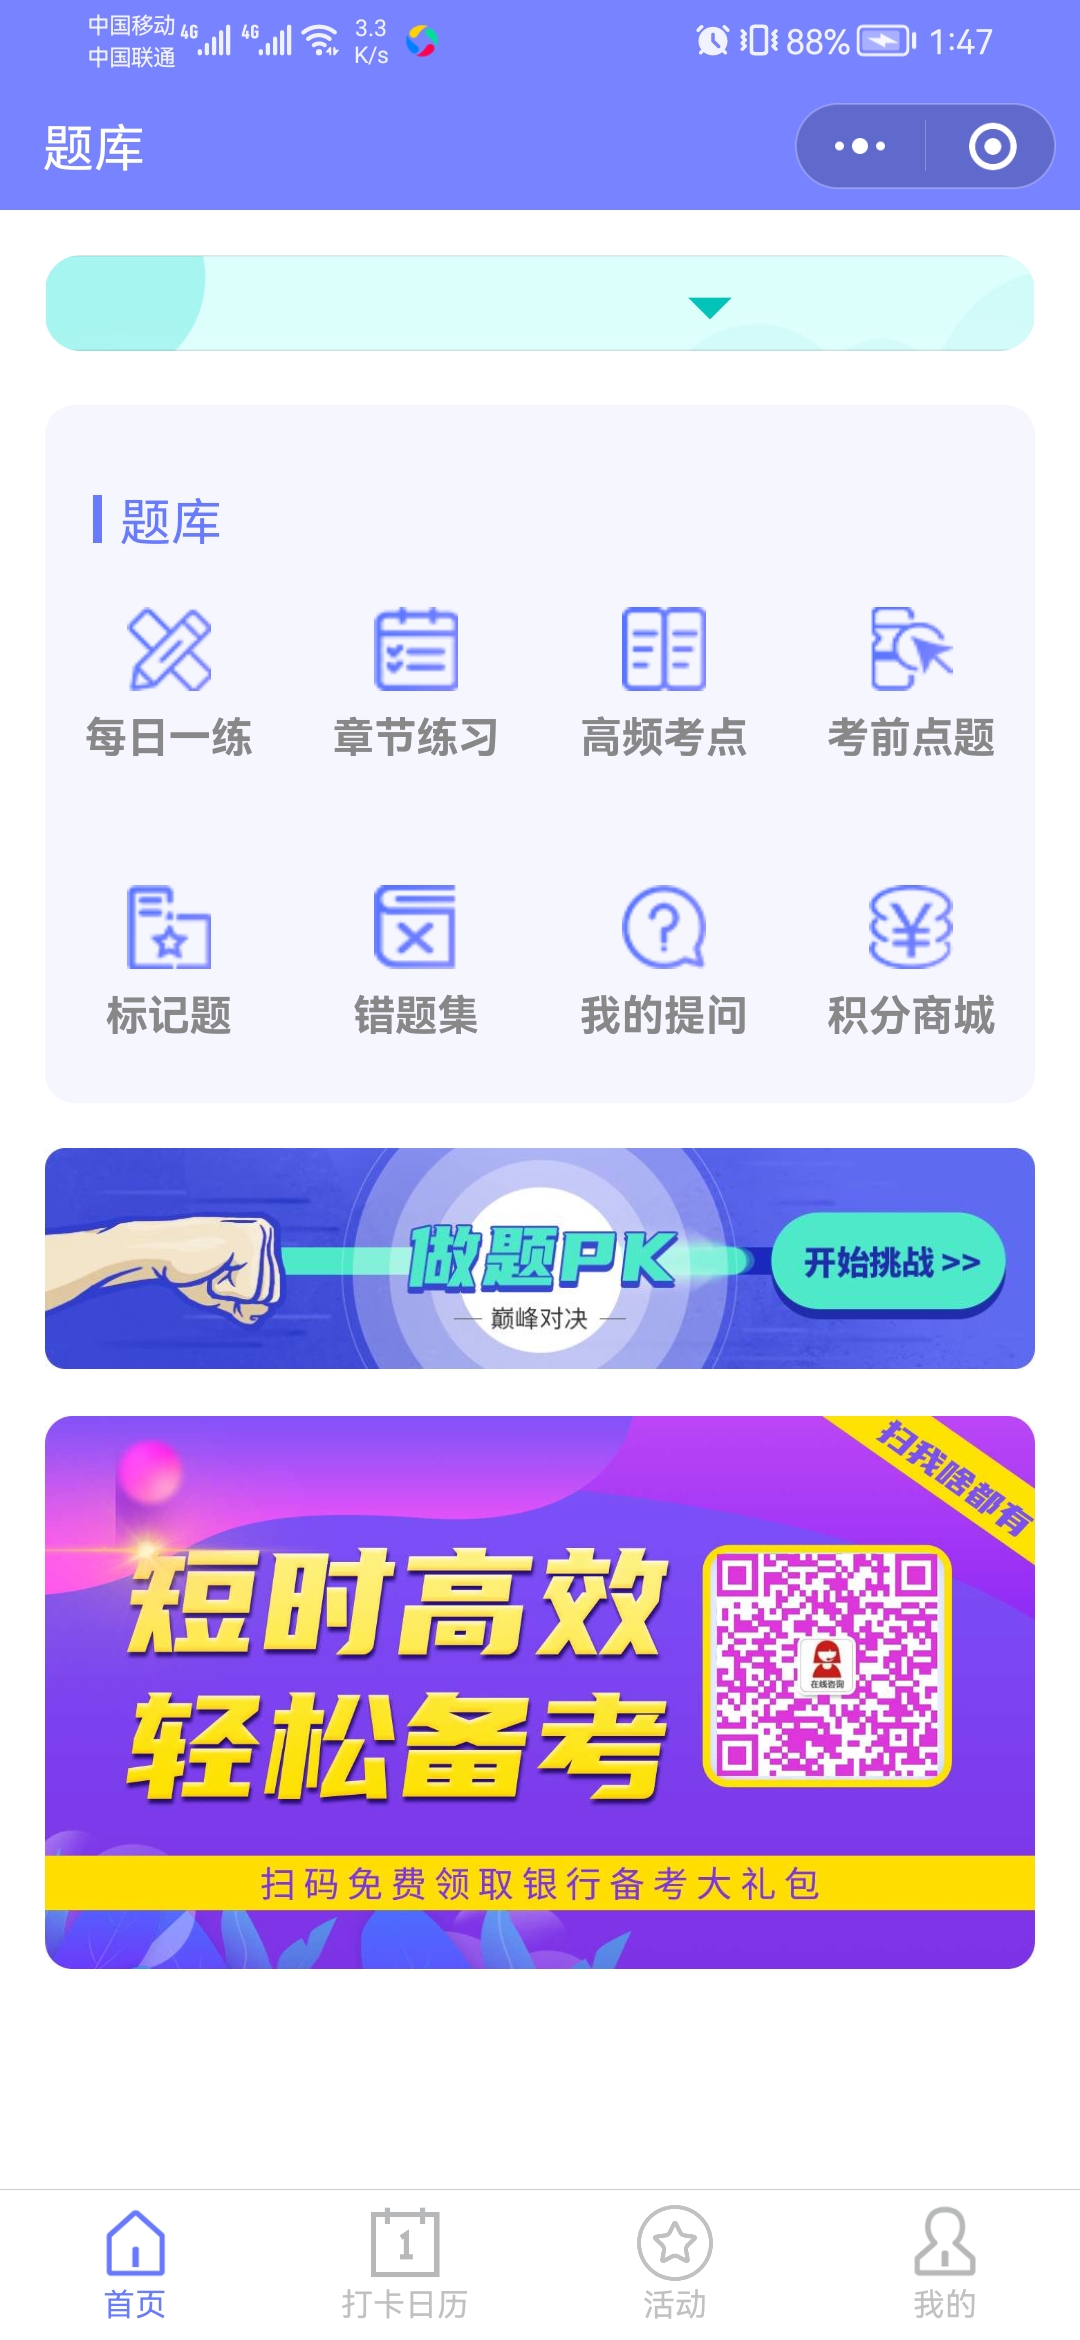 中国移动 4G 4G 3.3 88% 1:47
中国联通 K/s
题库
题库
每日一练 章节练习 高频考点 考前点题
标记题 错题集 我的提问 积分商城
做题PK
巅峰对决
开始挑战 >>
扫我啥都有
短时高效
轻松备考
在线咨询
扫码免费领取银行备考大礼包
1
首页 打卡日历 活动 我的